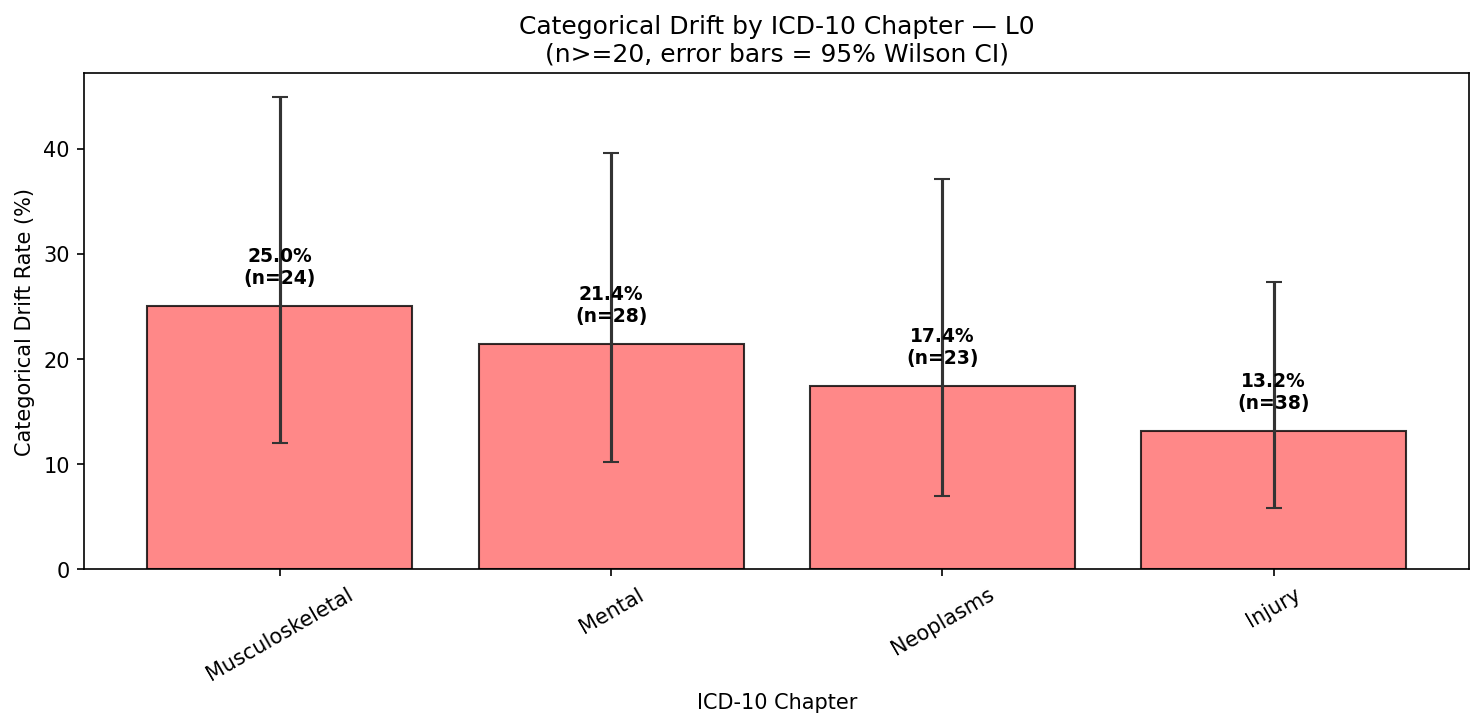 Categorical Drift by ICD-10 Chapter — L0
(n>=20, error bars = 95% Wilson CI)
Categorical Drift Rate (%)
40
30
20
10
0
25.0%
(n=24)
21.4%
(n=28)
17.4%
(n=23)
13.2%
(n=38)
Musculoskeletal
Mental
Neoplasms
Injury
ICD-10 Chapter